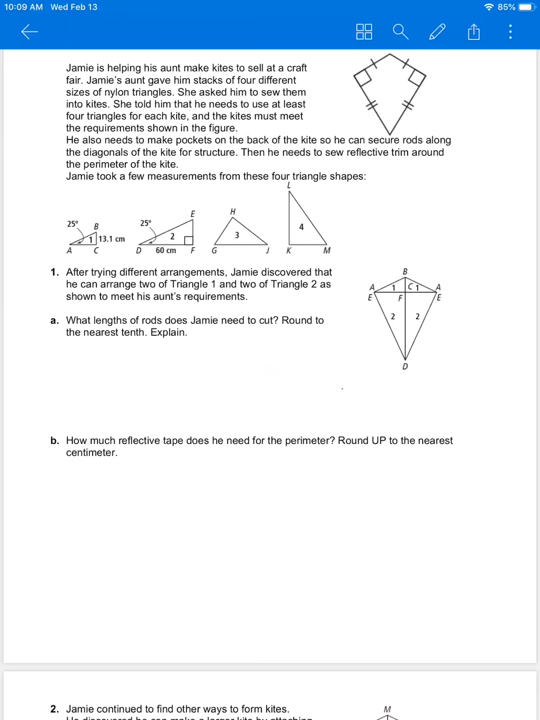 10:09 AM Wed Feb 13
85%
Jamie is helping his aunt make kites to sell at a craft
fair. Jamie's aunt gave him stacks of four different
sizes of nylon triangles. She asked him to sew them
into kites. She told him that he needs to use at least
four triangles for each kite, and the kites must meet
the requirements shown in the figure.
He also needs to make pockets on the back of the kite so he can secure rods along
the diagonals of the kite for structure. Then he needs to sew reflective trim around
the perimeter of the kite.
Jamie took a few measurements from these four triangle shapes:
25° B 1 13.1 cm A C
25° E 2 D 60 cm F
H 3 G J
L 4 K M
1. After trying different arrangements, Jamie discovered that
he can arrange two of Triangle 1 and two of Triangle 2 as
shown to meet his aunt's requirements.
B
A 1 C 1 A
E F E
2 2
D
a. What lengths of rods does Jamie need to cut? Round to
the nearest tenth. Explain.
b. How much reflective tape does he need for the perimeter? Round UP to the nearest
centimeter.
2. Jamie continued to find other ways to form kites.
M